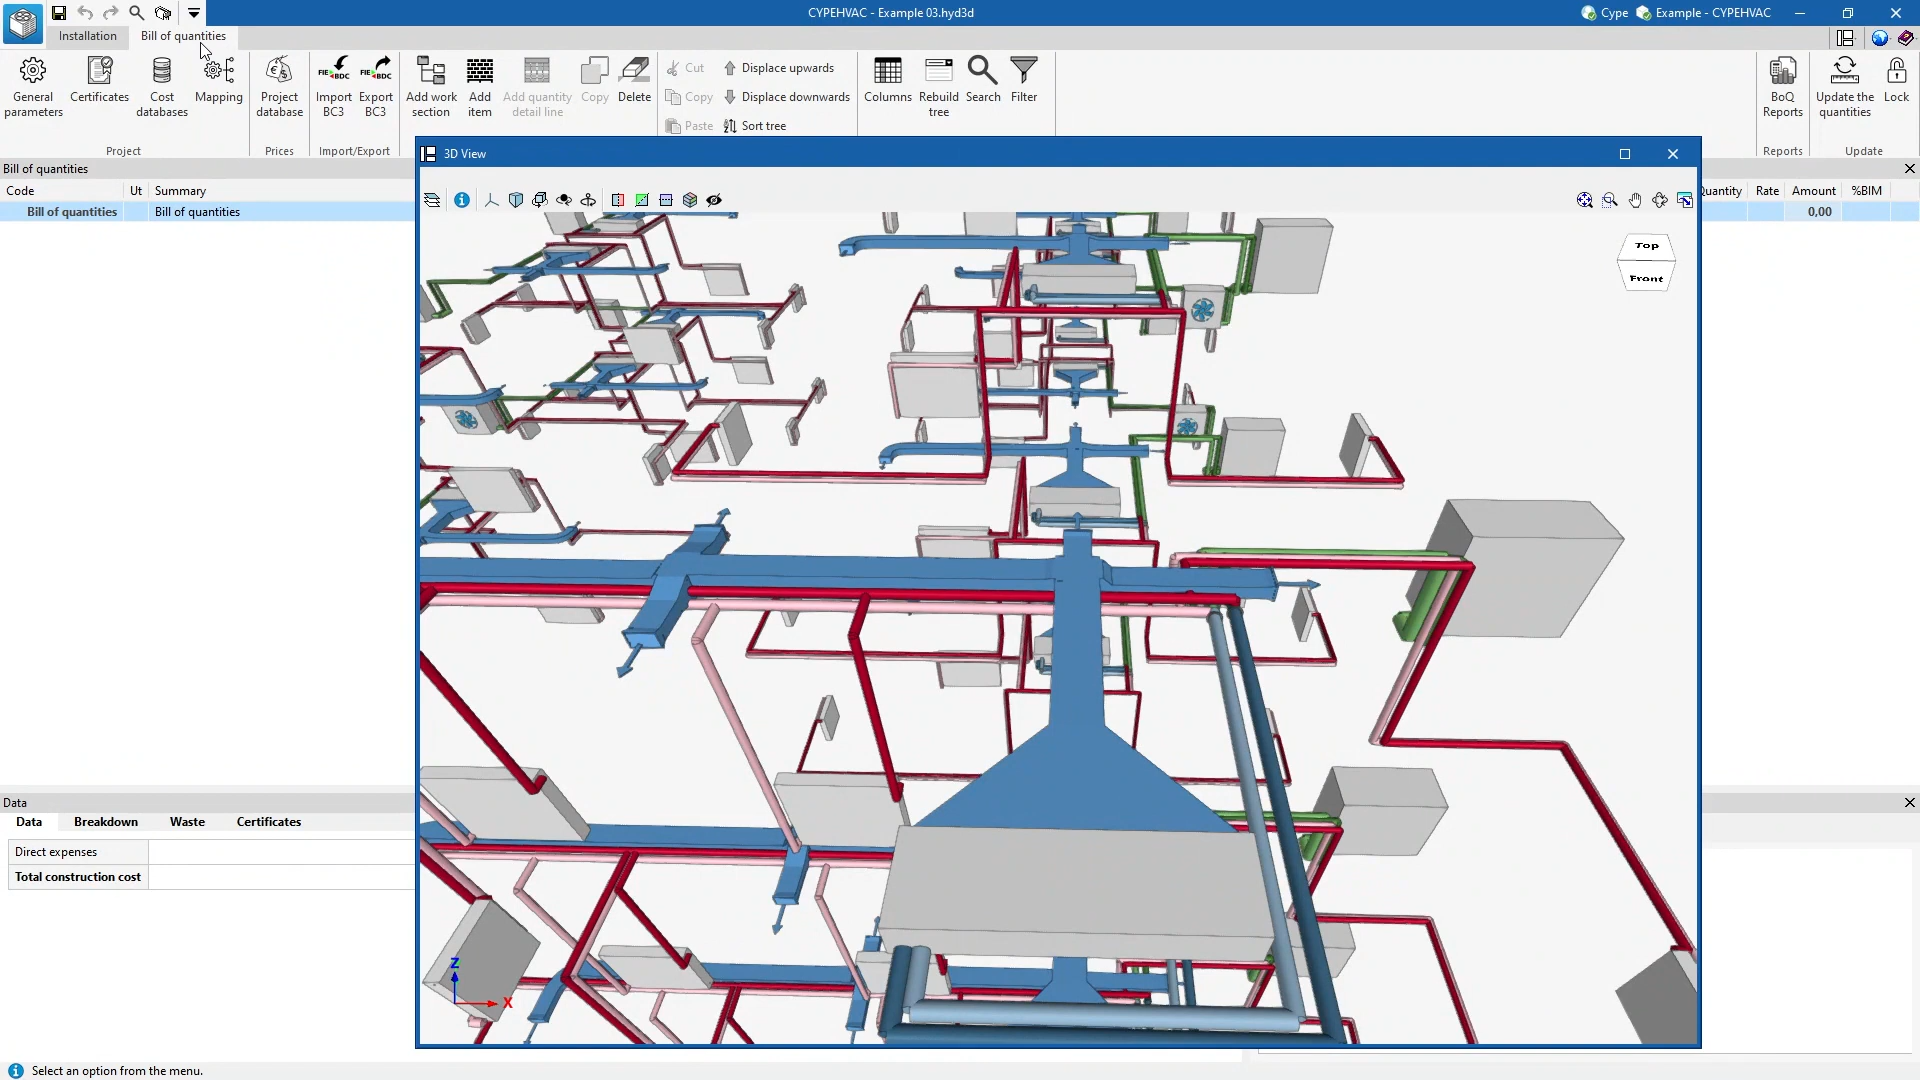 CYPEHVAC - Example 03.hyd3d
Cype
Example - CYPEHVAC
Installation
Bill of quantities
General parameters
Certificates
Cost databases
Mapping
Project
Project database
Prices
FIE BDC
Import BC3
FIE BDC
Export BC3
Import/Export
Add work section
Add item
Add quantity detail line
Copy
Delete
Cut
Copy
Paste
Displace upwards
Displace downwards
Sort tree
Columns
Rebuild tree
Search
Filter
BoQ Reports
Reports
Update the quantities
Lock
Update
Bill of quantities
Code
Ut
Summary
Quantity
Rate
Amount
%BIM
Bill of quantities
Bill of quantities
0,00
3D View
Top
Front
Z
X
Data
Data
Breakdown
Waste
Certificates
Direct expenses
Total construction cost
Select an option from the menu.